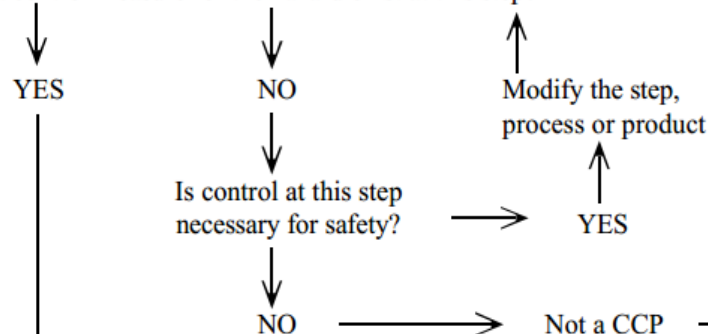 YES
NO
Modify the step,
process or product
Is control at this step
necessary for safety?
YES
NO
Not a CCP